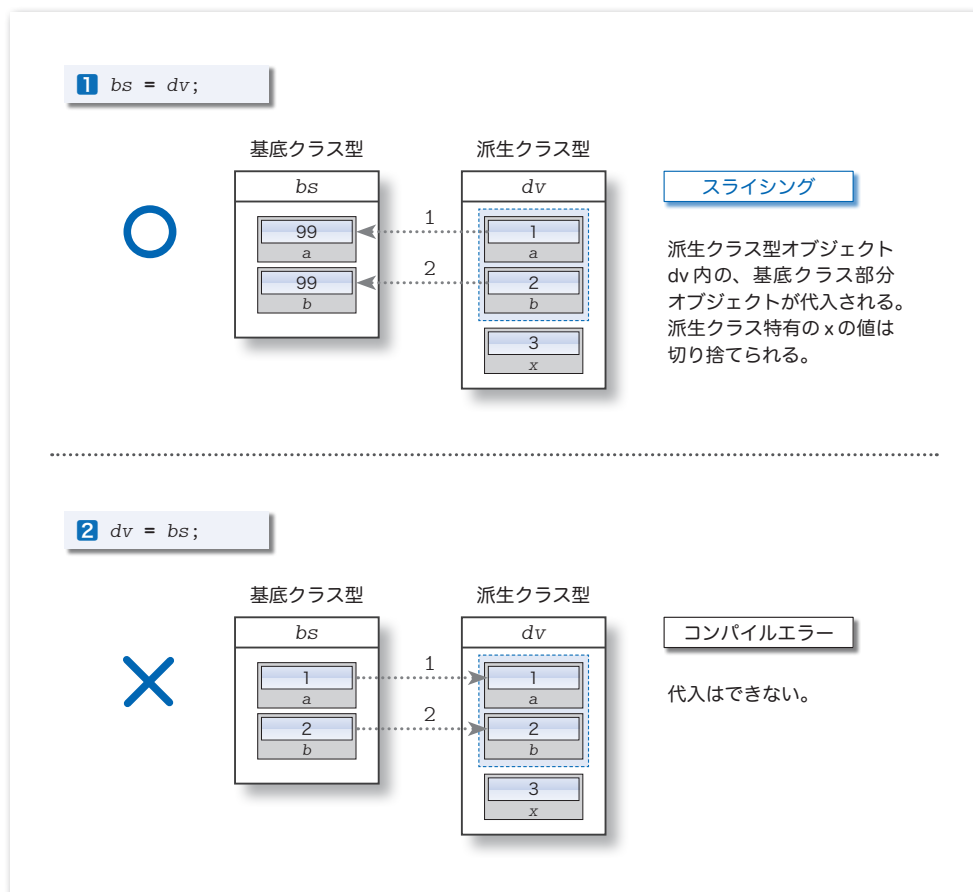 1 bs = dv;
基底クラス型 派生クラス型
bs dv
スライシング
99 1 1
a a
99 2 2
b b
3
x
派生クラス型オブジェクト
dv 内の、基底クラス部分
オブジェクトが代入される。
派生クラス特有の x の値は
切り捨てられる。
2 dv = bs;
基底クラス型 派生クラス型
bs dv
コンパイルエラー
1 1 1
a a
2 2 2
b b
3
x
代入はできない。